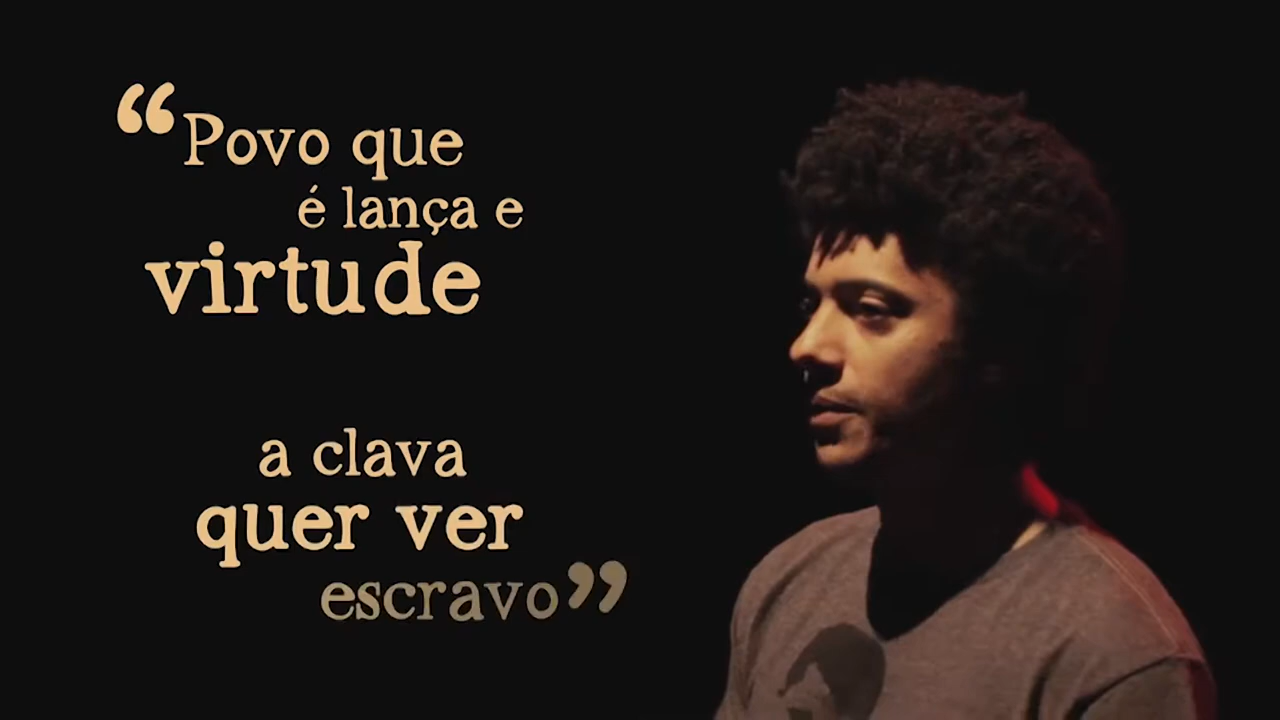 “Povo que
é lança e
virtude
a clava
quer ver
escravo”